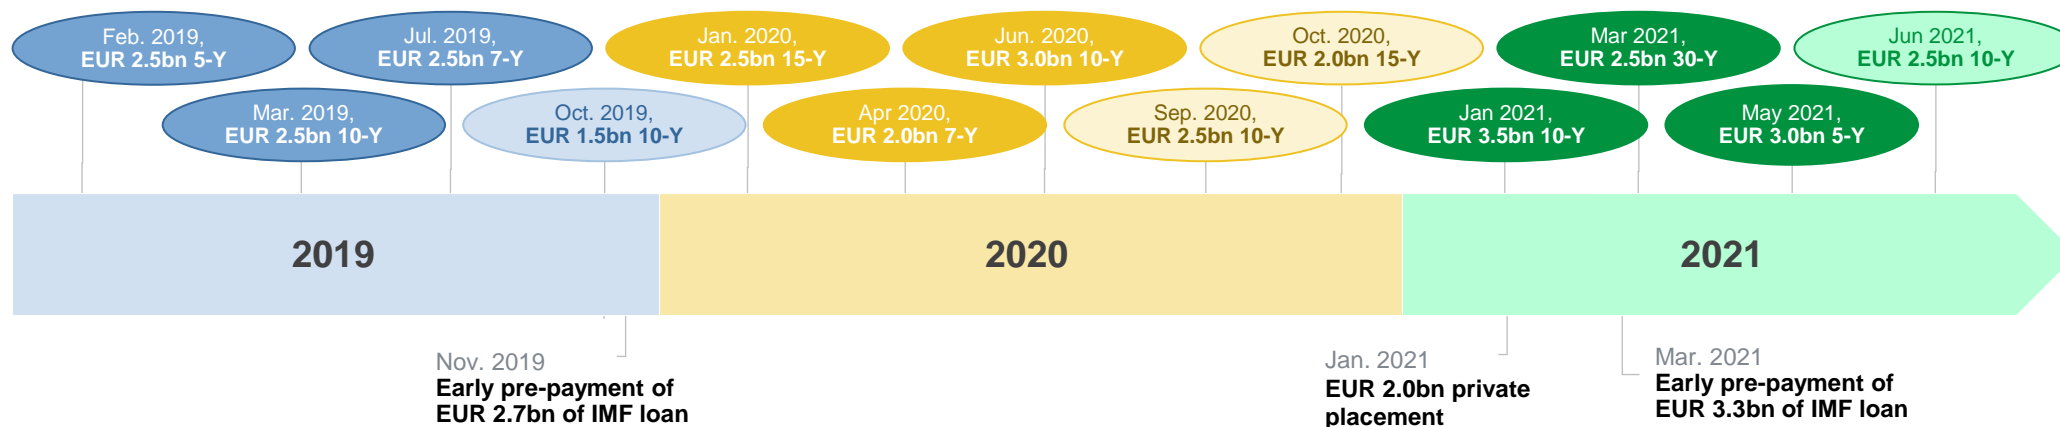 Feb. 2019,
EUR 2.5bn 5-Y
Jul. 2019,
EUR 2.5bn 7-Y
Jan. 2020,
EUR 2.5bn 15-Y
Jun. 2020,
EUR 3.0bn 10-Y
Oct. 2020,
EUR 2.0bn 15-Y
Mar 2021,
EUR 2.5bn 30-Y
Jun 2021,
EUR 2.5bn 10-Y
Mar. 2019,
EUR 2.5bn 10-Y
Oct. 2019,
EUR 1.5bn 10-Y
Apr 2020,
EUR 2.0bn 7-Y
Sep. 2020,
EUR 2.5bn 10-Y
Jan 2021,
EUR 3.5bn 10-Y
May 2021,
EUR 3.0bn 5-Y
2019
2020
2021
Nov. 2019
Early pre-payment of
EUR 2.7bn of IMF loan
Jan. 2021
EUR 2.0bn private
placement
Mar. 2021
Early pre-payment of
EUR 3.3bn of IMF loan